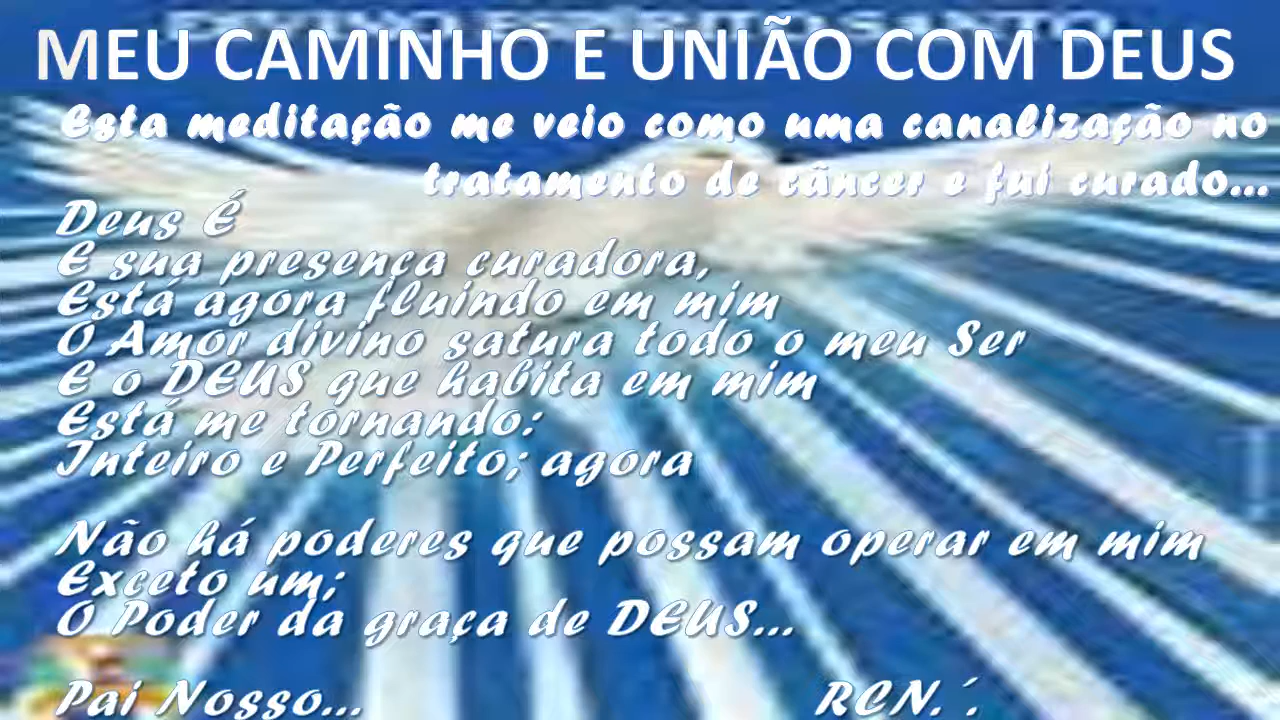 DIVINO ESPÍRITO SANTO
MEU CAMINHO E UNIÃO COM DEUS
Esta meditação me veio como uma canalização no
tratamento de câncer e fui curado...
Deus É
E sua presença curadora,
Está agora fluindo em mim
O Amor divino satura todo o meu Ser
E o DEUS que habita em mim
Está me tornando:
Inteiro e Perfeito; agora
Não há poderes que possam operar em mim
Exceto um;
O Poder da graça de DEUS...
Pai Nosso...
RCN. ´.